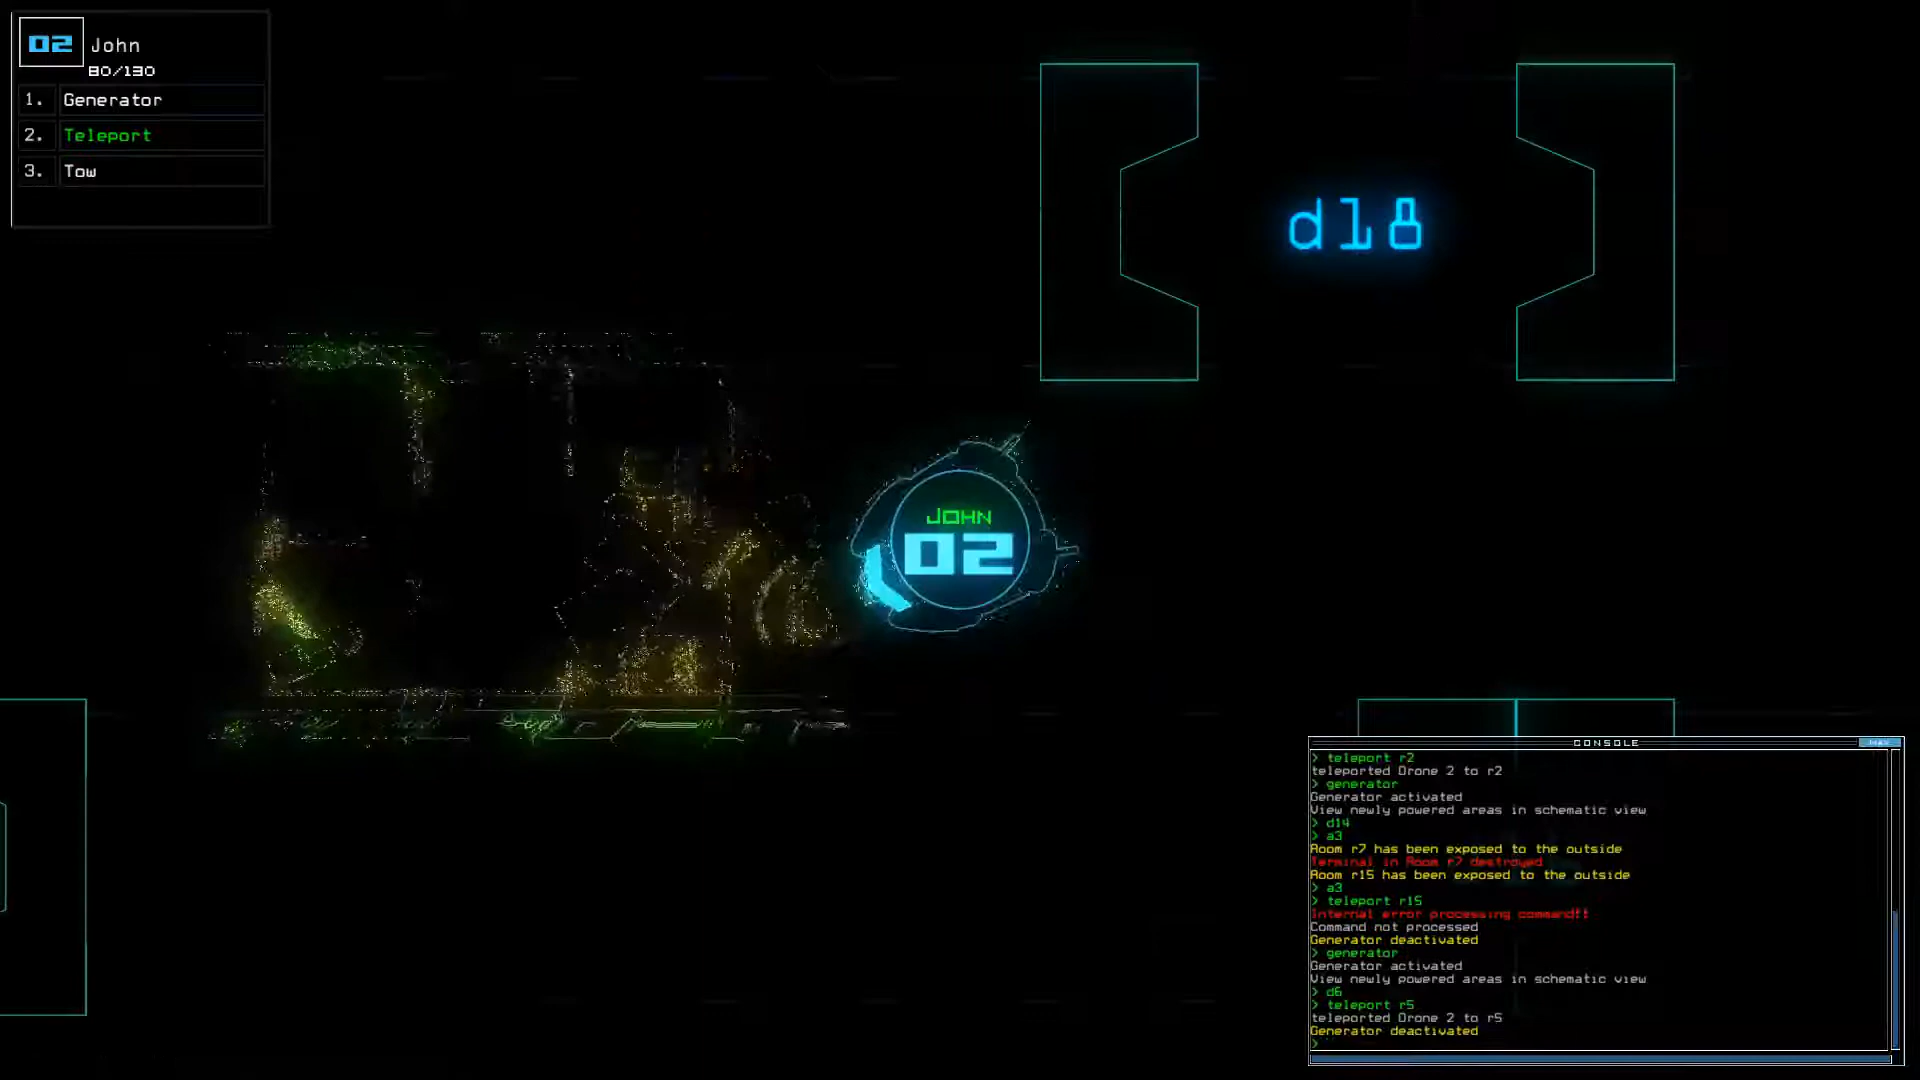 02 John
80/130
1. Generator
2. Teleport
3. Tow
d18
JOHN
02
CONSOLE
> teleport r2
teleported Drone 2 to r2
> generator
Generator activated
View newly powered areas in schematic view
> d14
> a3
Room r7 has been exposed to the outside
Terminal in Room r7 destroyed
Room r15 has been exposed to the outside
> a3
> teleport r15
Internal error processing command!!
Command not processed
Generator deactivated
> generator
Generator activated
View newly powered areas in schematic view
> d6
> teleport r5
teleported Drone 2 to r5
Generator deactivated
>